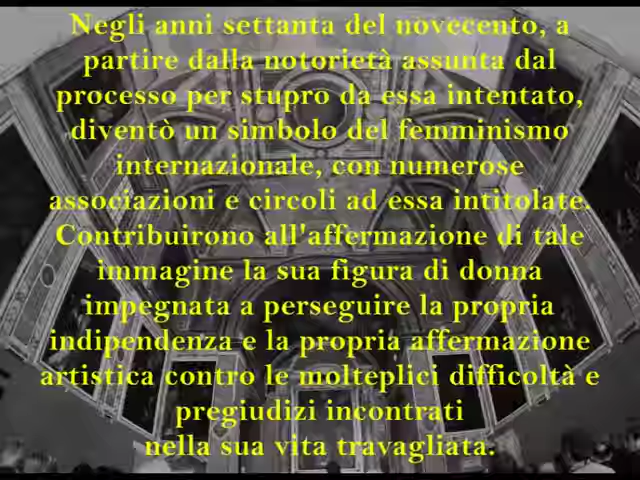 Negli anni settanta del novecento, a
partire dalla notorietà assunta dal
processo per stupro da essa intentato,
diventò un simbolo del femminismo
internazionale, con numerose
associazioni e circoli ad essa intitolate.
Contribuirono all'affermazione di tale
immagine la sua figura di donna
impegnata a perseguire la propria
indipendenza e la propria affermazione
artistica contro le molteplici difficoltà e
pregiudizi incontrati
nella sua vita travagliata.